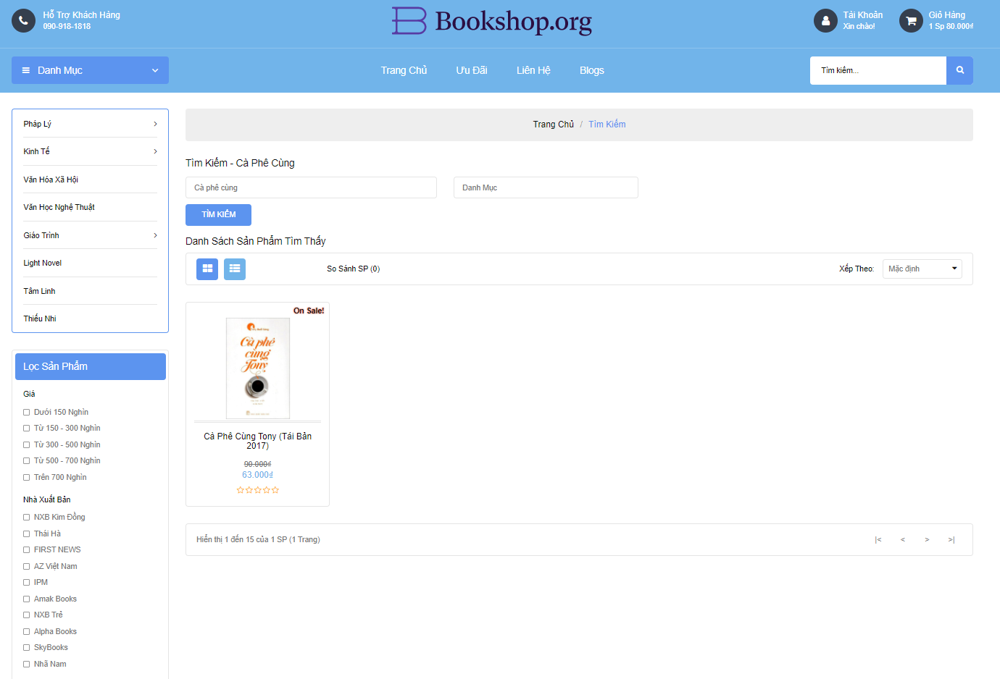 Hỗ Trợ Khách Hàng
090-918-1818
Bookshop.org
Tài Khoản
Xin chào!
Giỏ Hàng
1 Sp 80.000₫
Danh Mục
Trang Chủ
Ưu Đãi
Liên Hệ
Blogs
Tìm kiếm...
Pháp Lý
Kinh Tế
Văn Hóa Xã Hội
Văn Học Nghệ Thuật
Giáo Trình
Light Novel
Tâm Linh
Thiếu Nhi
Lọc Sản Phẩm
Giá
Dưới 150 Nghìn
Từ 150 - 300 Nghìn
Từ 300 - 500 Nghìn
Từ 500 - 700 Nghìn
Trên 700 Nghìn
Nhà Xuất Bản
NXB Kim Đồng
Thái Hà
FIRST NEWS
AZ Việt Nam
IPM
Amak Books
NXB Trẻ
Alpha Books
SkyBooks
Nhã Nam
Trang Chủ / Tìm Kiếm
Tìm Kiếm - Cà Phê Cùng
Cà phê cùng
Danh Mục
TÌM KIẾM
Danh Sách Sản Phẩm Tìm Thấy
So Sánh SP (0)
Xếp Theo:
Mặc định
On Sale!
Cà phê
cùng
Tony
Cà Phê Cùng Tony (Tái Bản
2017)
90.000₫
63.000₫
Hiển thị 1 đến 15 của 1 SP (1 Trang)
|< < > >|